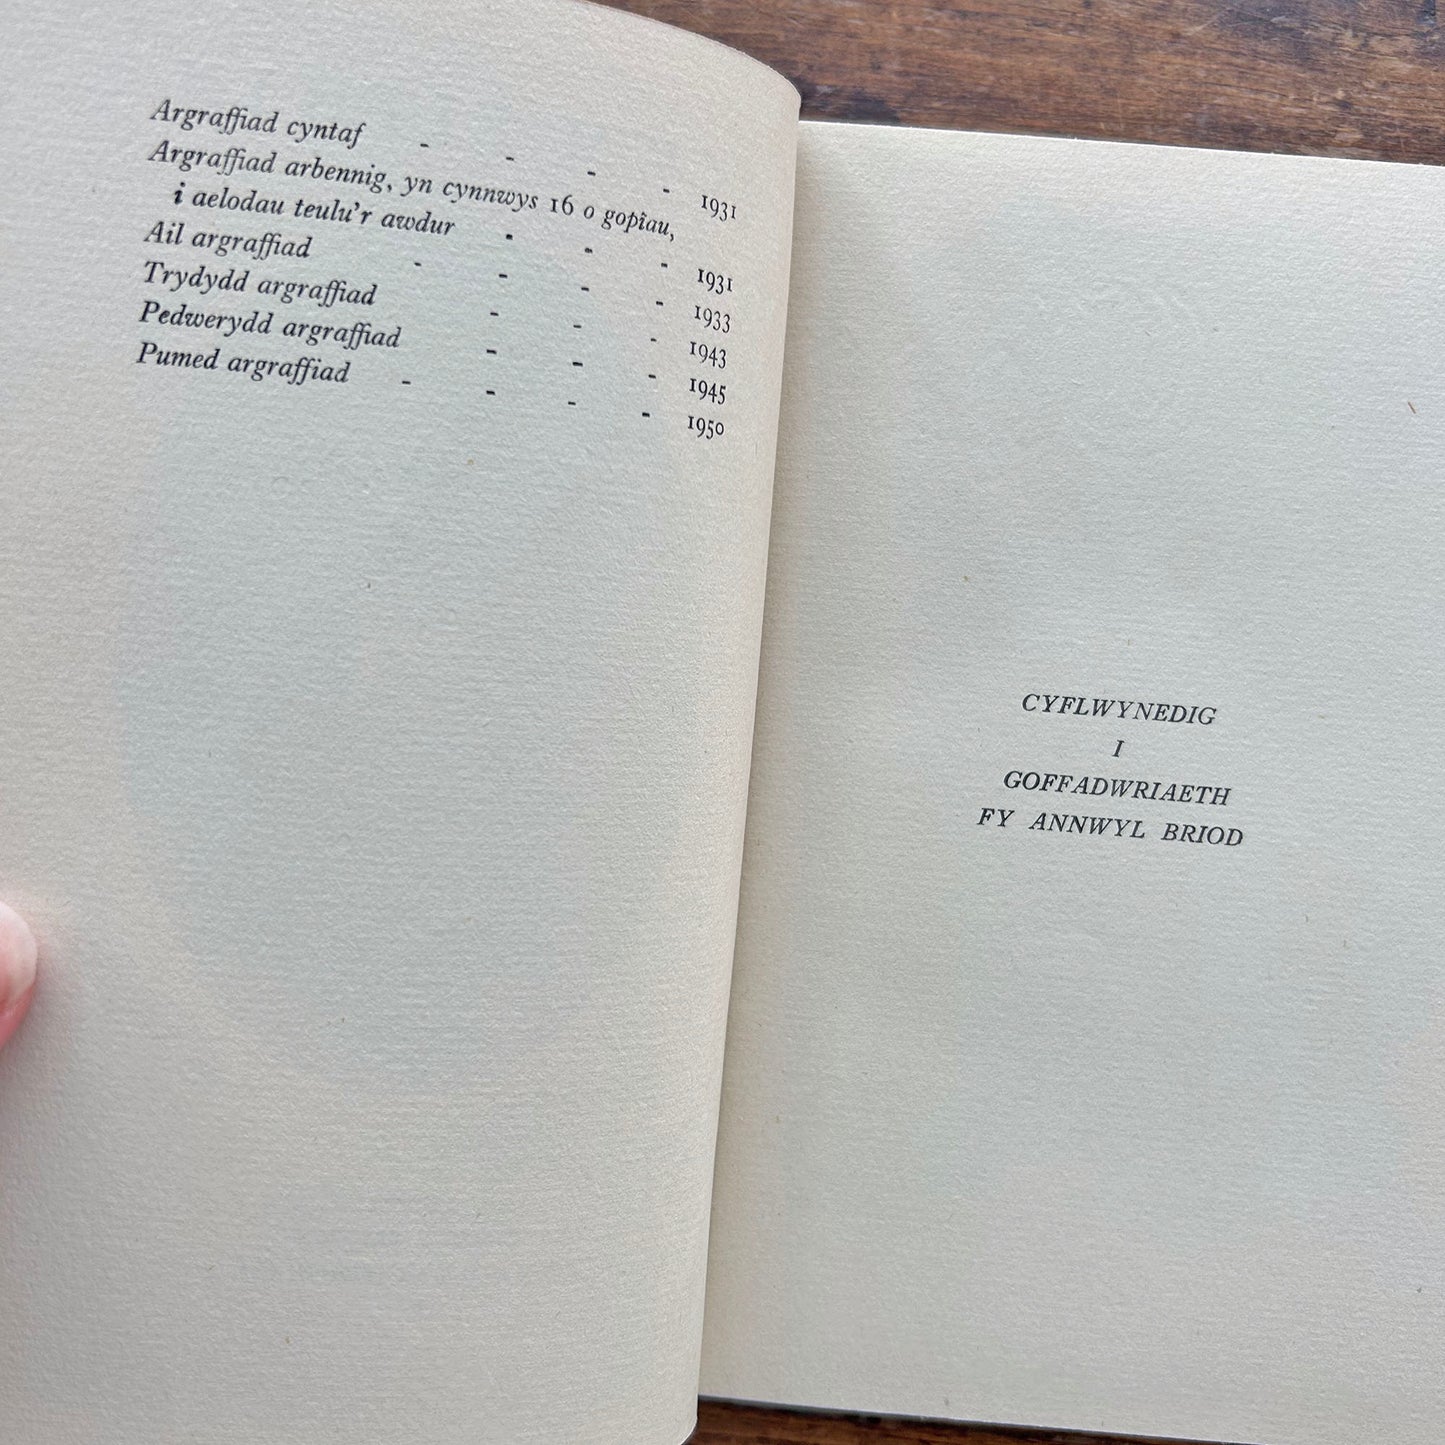 Argraffiad cyntaf - - - - 1931
Argraffiad arbennig, yn cynnwys 16 o gopïau,
i aelodau teulu'r awdur - - - 1931
Ail argraffiad - - - - 1933
Trydydd argraffiad - - - 1943
Pedwerydd argraffiad - - - 1945
Pumed argraffiad - - - - 1950
CYFLWYNEDIG
I
GOFFADWRIAETH
FY ANNWYL BRIOD